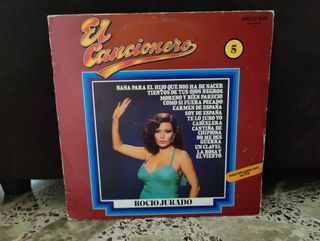 El
Cancionero
5
NANA PARA EL HIJO QUE NOS HA DE NACER
TIENTOS DE TUS OJOS NEGROS
MORENO Y BIEN PARECIO
COMO SI FUERA PECADO
CARMEN DE ESPAÑA
SOY DE ESPAÑA
TE LO JURO YO
CANCELERA
CANTINA DE
CHIPIONA
NO ME DES
GUERRA
UN CLAVEL
LA ROSA Y
EL VIENTO
ROCIO JURADO